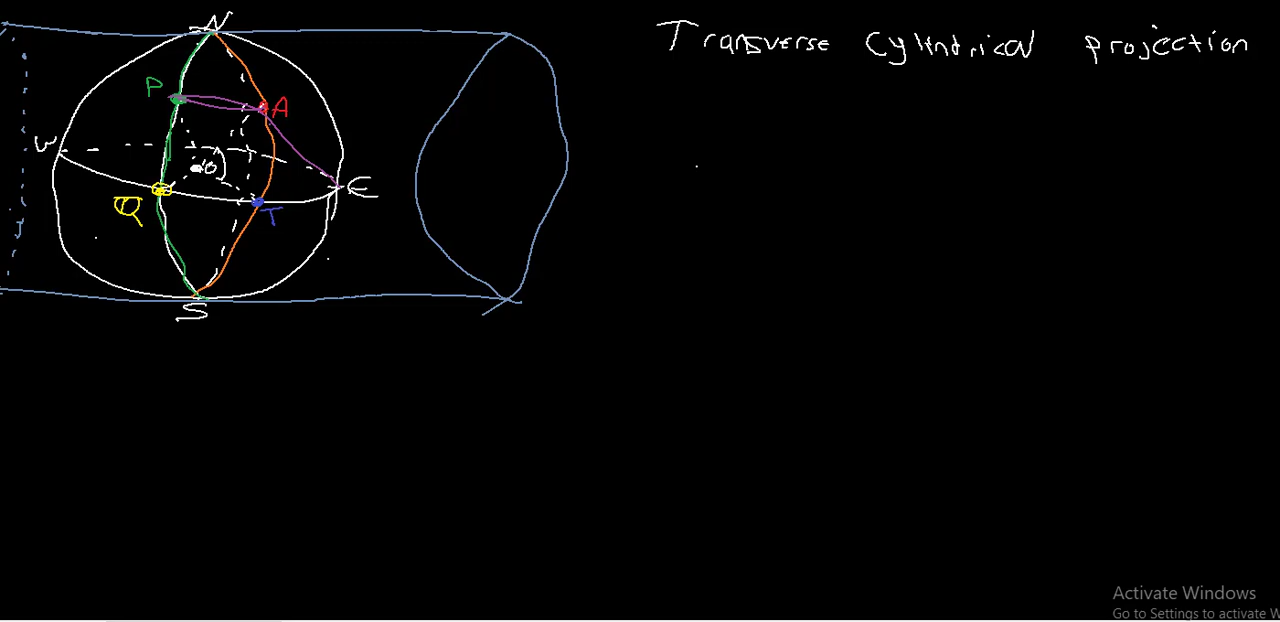 N
Transverse Cylindrical projection
P
A
W
E
Q
T
S
Activate Windows
Go to Settings to activate W